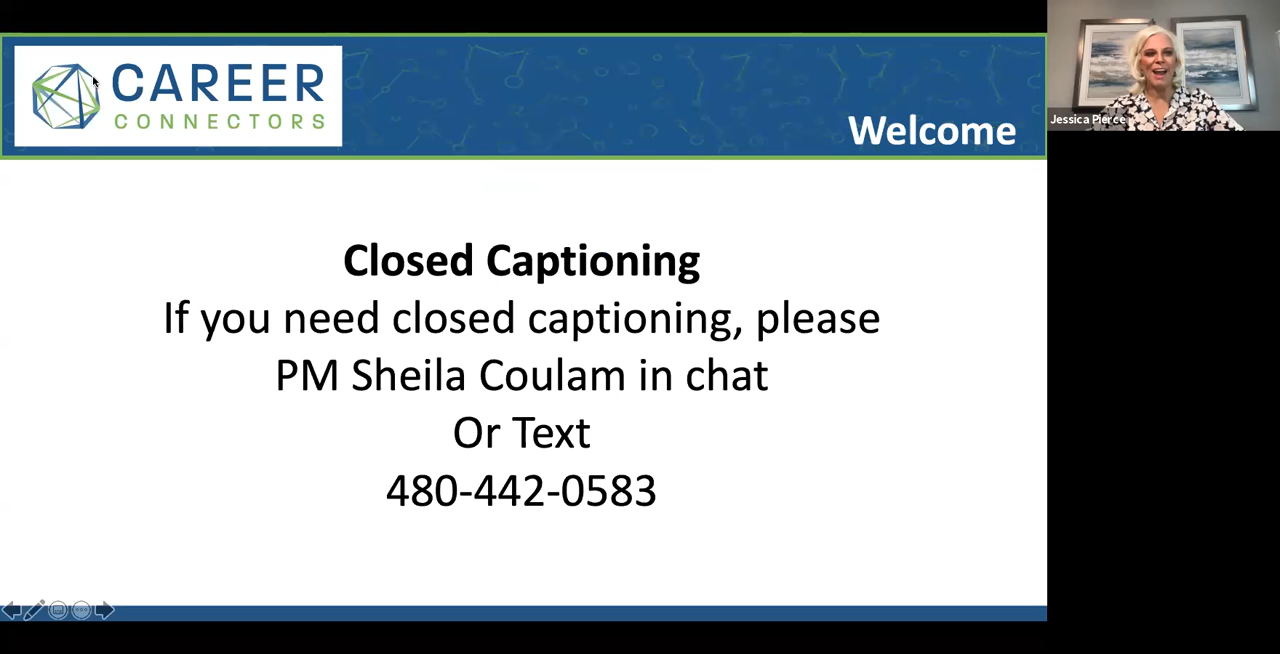 CAREER
CONNECTORS
Welcome
Jessica Pierce
Closed Captioning
If you need closed captioning, please
PM Sheila Coulam in chat
Or Text
480-442-0583